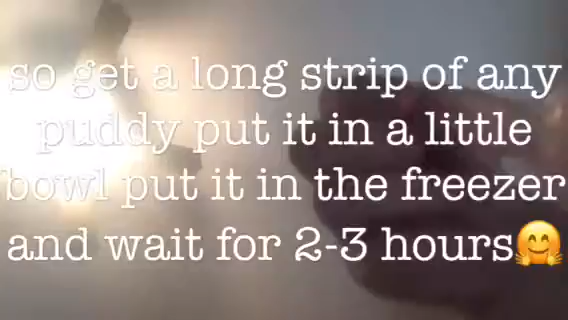 so get a long strip of any
puddy put it in a little
bowl put it in the freezer
and wait for 2-3 hours🤗